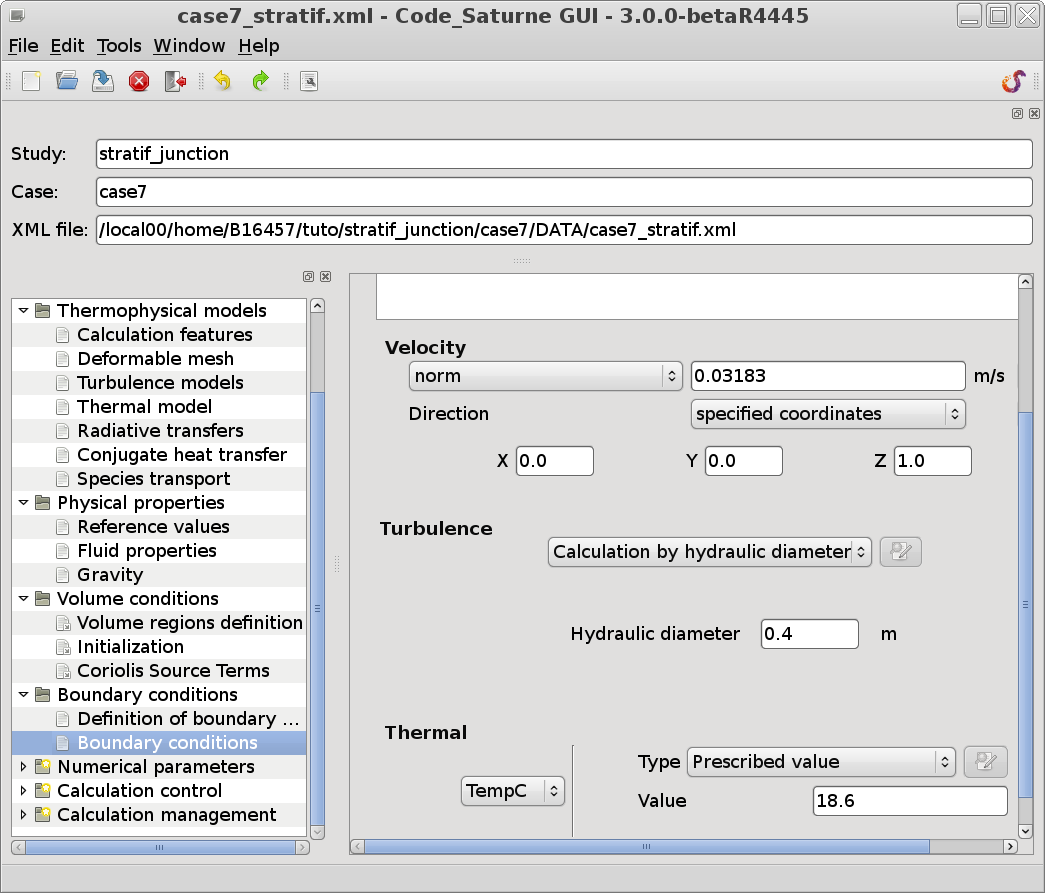 case7_stratif.xml - Code_Saturne GUI - 3.0.0-betaR4445
File Edit Tools Window Help
Study: stratif_junction
Case: case7
XML file: /local00/home/B16457/tuto/stratif_junction/case7/DATA/case7_stratif.xml
Thermophysical models
Calculation features
Deformable mesh
Turbulence models
Thermal model
Radiative transfers
Conjugate heat transfer
Species transport
Physical properties
Reference values
Fluid properties
Gravity
Volume conditions
Volume regions definition
Initialization
Coriolis Source Terms
Boundary conditions
Definition of boundary ...
Boundary conditions
Numerical parameters
Calculation control
Calculation management
Velocity
norm 0.03183 m/s
Direction specified coordinates
X 0.0 Y 0.0 Z 1.0
Turbulence
Calculation by hydraulic diameter
Hydraulic diameter 0.4 m
Thermal
Type Prescribed value
TempC
Value 18.6